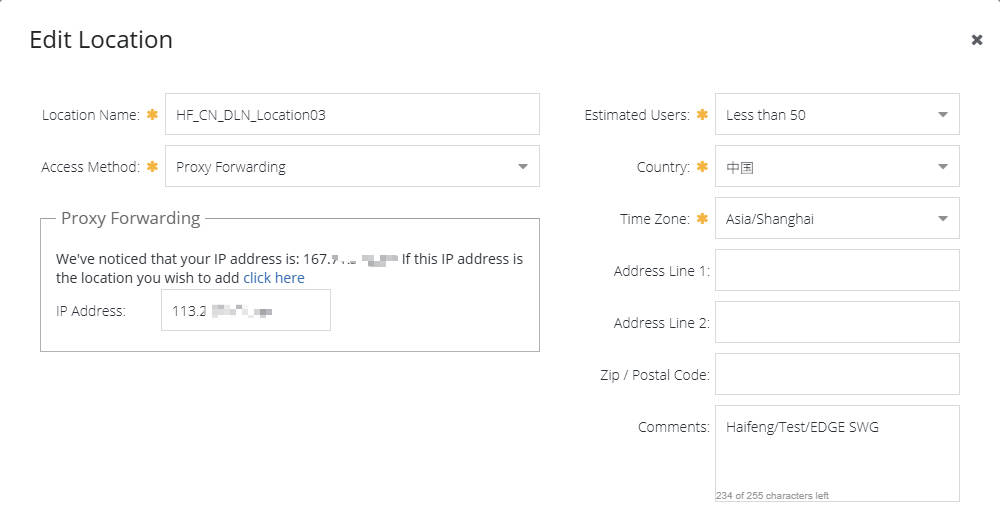 Edit Location
Location Name: ✱ HF_CN_DLN_Location03
Access Method: ✱ Proxy Forwarding
Proxy Forwarding
We've noticed that your IP address is: 167. If this IP address is
the location you wish to add click here
IP Address: 113.2
Estimated Users: ✱ Less than 50
Country: ✱ 中国
Time Zone: ✱ Asia/Shanghai
Address Line 1:
Address Line 2:
Zip / Postal Code:
Comments: Haifeng/Test/EDGE SWG
234 of 255 characters left